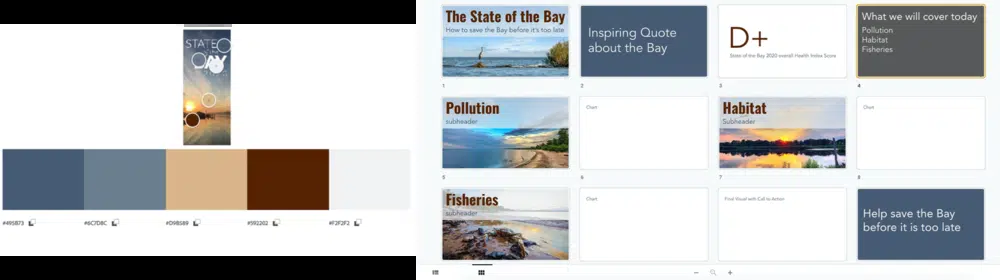 STATE
#495B73
#6C7D8C
#D9B589
#592202
#F2F2F2
The State of the Bay
How to save the Bay before it's too late
1
Inspiring Quote
about the Bay
2
D+
State of the Bay 2020 overall Health Index Score
3
What we will cover today
Pollution
Habitat
Fisheries
4
Pollution
subheader
5
Chart
6
Habitat
Subheader
7
Chart
8
Fisheries
subheader
Chart
Final Visual with Call to Action
Help save the Bay
before it is too late